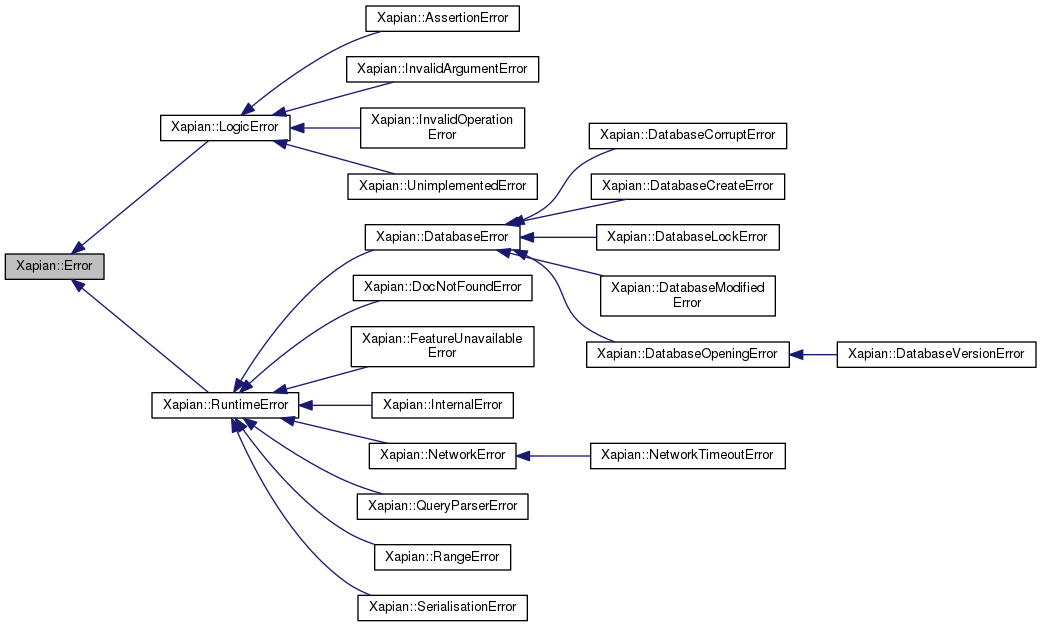 Xapian::AssertionError
Xapian::InvalidArgumentError
Xapian::LogicError
Xapian::InvalidOperation
Error
Xapian::UnimplementedError
Xapian::DatabaseCorruptError
Xapian::DatabaseCreateError
Xapian::DatabaseError
Xapian::DatabaseLockError
Xapian::Error
Xapian::DocNotFoundError
Xapian::DatabaseModified
Error
Xapian::FeatureUnavailable
Error
Xapian::DatabaseOpeningError
Xapian::DatabaseVersionError
Xapian::RuntimeError
Xapian::InternalError
Xapian::NetworkError
Xapian::NetworkTimeoutError
Xapian::QueryParserError
Xapian::RangeError
Xapian::SerialisationError